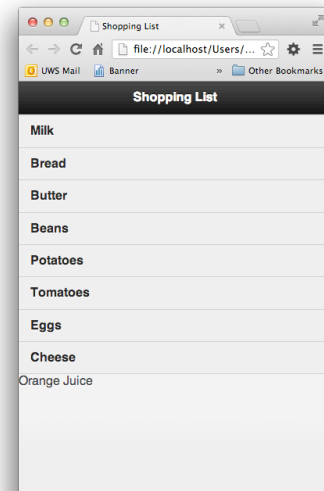 Shopping List
file://localhost/Users/...
UWS Mail Banner » Other Bookmarks
Shopping List
Milk
Bread
Butter
Beans
Potatoes
Tomatoes
Eggs
Cheese
Orange Juice